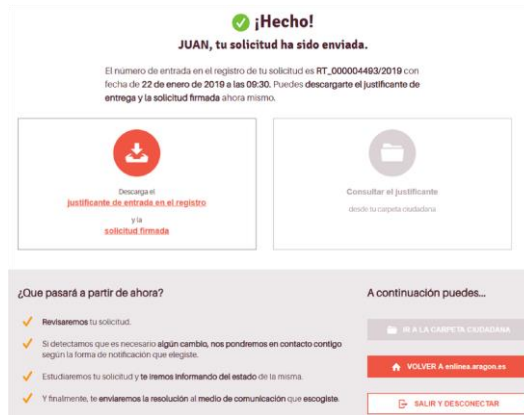 ¡Hecho!
JUAN, tu solicitud ha sido enviada.
El número de entrada en el registro de tu solicitud es RT_000004493/2019 con
fecha de 22 de enero de 2019 a las 09:30. Puedes descargarte el justificante de
entrega y la solicitud firmada ahora mismo.
Descarga el
justificante de entrada en el registro
y la
solicitud firmada
Consultar el justificante
desde tu carpeta ciudadana
¿Que pasará a partir de ahora?
Revisaremos tu solicitud.
Si detectamos que es necesario algún cambio, nos pondremos en contacto contigo
según la forma de notificación que elegiste.
Estudiaremos tu solicitud y te iremos informando del estado de la misma.
Y finalmente, te enviaremos la resolución al medio de comunicación que escogiste.
A continuación puedes...
IR A LA CARPETA CIUDADANA
VOLVER A enlinea.aragon.es
SALIR Y DESCONECTAR